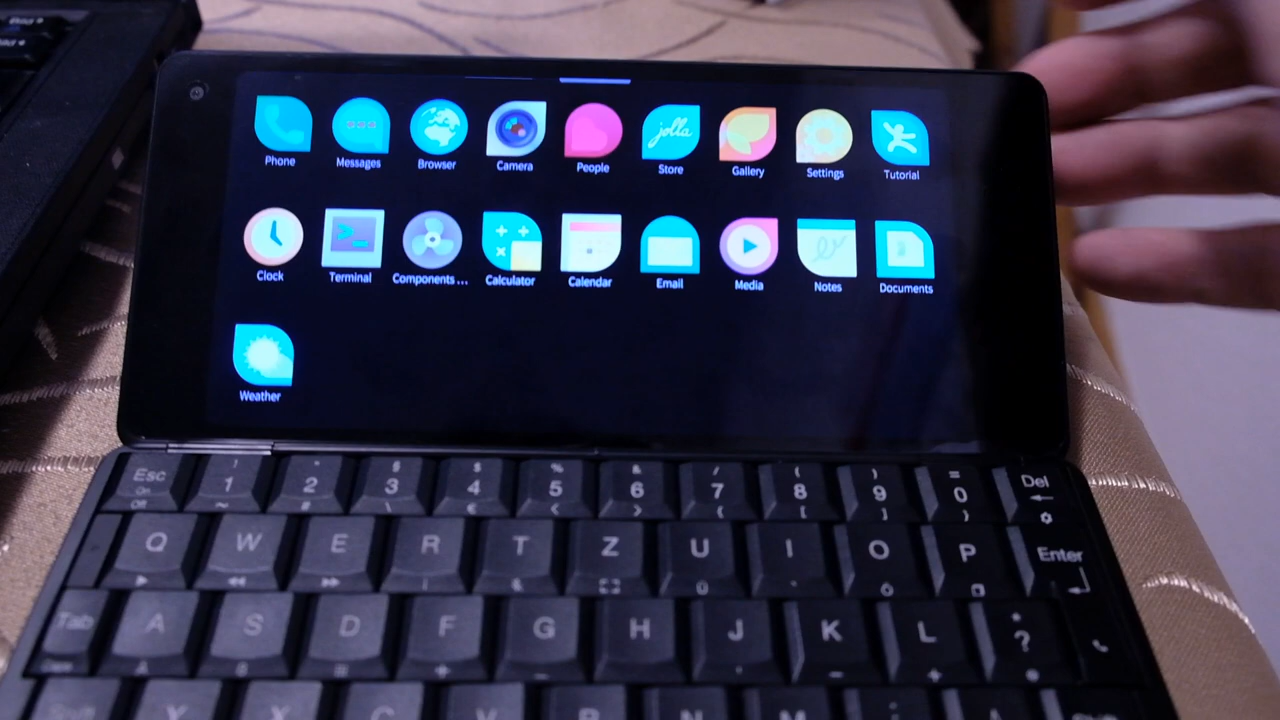 Phone Messages Browser Camera People Store Gallery Settings Tutorial
jolla
Clock Terminal Components ... Calculator Calendar Email Media Notes Documents
Weather
Esc 1 2 3 4 5 6 7 8 9 0 Del
Q W E R T Z U I O P Enter
Tab A S D F G H J K L ?